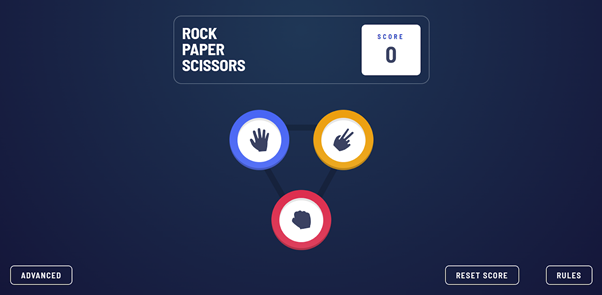 ROCK
PAPER
SCISSORS
SCORE
0
ADVANCED
RESET SCORE
RULES